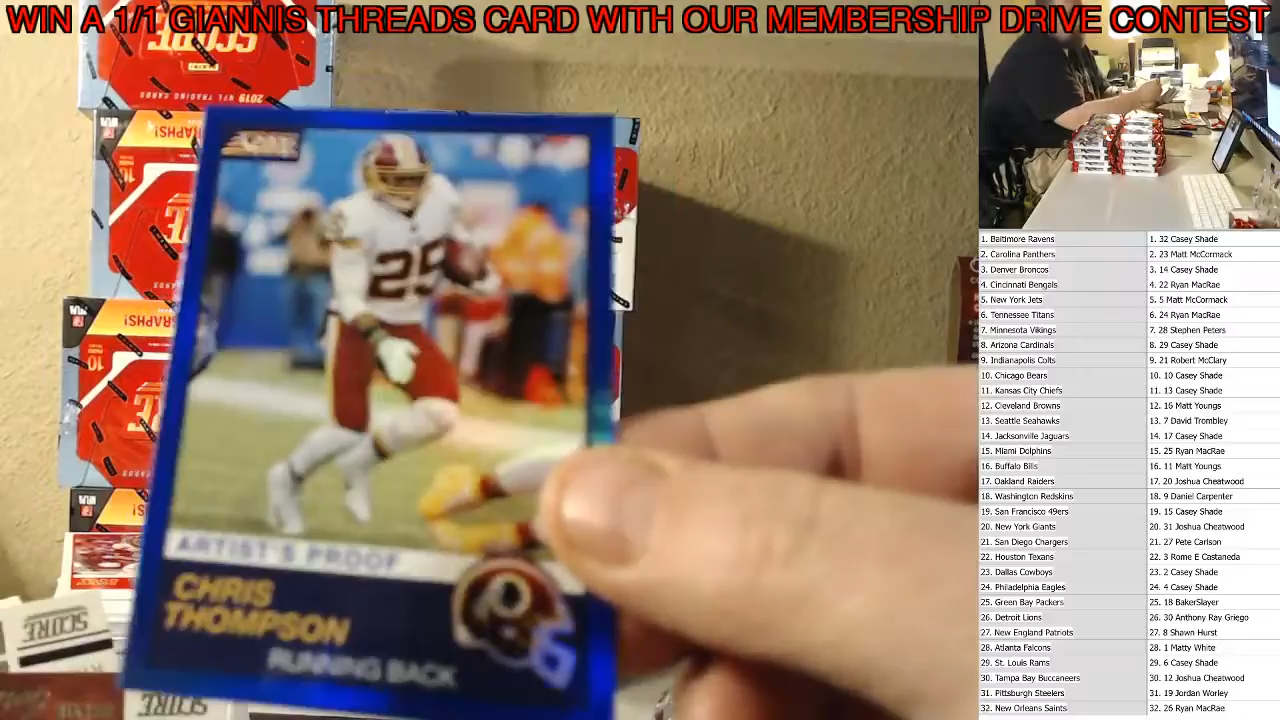 WIN A 1/1 GIANNIS THREADS CARD WITH OUR MEMBERSHIP DRIVE CONTEST
SCORE
2019 NFL TRADING CARDS
GRAPHS!
10
GRAPHS!
10
SCORE
SCORE
SCORE
25
ARTIST'S PROOF
CHRIS
THOMPSON
RUNNING BACK
1. Baltimore Ravens 1. 32 Casey Shade
2. Carolina Panthers 2. 23 Matt McCormack
3. Denver Broncos 3. 14 Casey Shade
4. Cincinnati Bengals 4. 22 Ryan MacRae
5. New York Jets 5. 5 Matt McCormack
6. Tennessee Titans 6. 24 Ryan MacRae
7. Minnesota Vikings 7. 28 Stephen Peters
8. Arizona Cardinals 8. 29 Casey Shade
9. Indianapolis Colts 9. 21 Robert McClary
10. Chicago Bears 10. 10 Casey Shade
11. Kansas City Chiefs 11. 13 Casey Shade
12. Cleveland Browns 12. 16 Matt Youngs
13. Seattle Seahawks 13. 7 David Trombley
14. Jacksonville Jaguars 14. 17 Casey Shade
15. Miami Dolphins 15. 25 Ryan MacRae
16. Buffalo Bills 16. 11 Matt Youngs
17. Oakland Raiders 17. 20 Joshua Cheatwood
18. Washington Redskins 18. 9 Daniel Carpenter
19. San Francisco 49ers 19. 15 Casey Shade
20. New York Giants 20. 31 Joshua Cheatwood
21. San Diego Chargers 21. 27 Pete Carlson
22. Houston Texans 22. 3 Rome E Castaneda
23. Dallas Cowboys 23. 2 Casey Shade
24. Philadelphia Eagles 24. 4 Casey Shade
25. Green Bay Packers 25. 18 BakerSlayer
26. Detroit Lions 26. 30 Anthony Ray Griego
27. New England Patriots 27. 8 Shawn Hurst
28. Atlanta Falcons 28. 1 Matty White
29. St. Louis Rams 29. 6 Casey Shade
30. Tampa Bay Buccaneers 30. 12 Joshua Cheatwood
31. Pittsburgh Steelers 31. 19 Jordan Worley
32. New Orleans Saints 32. 26 Ryan MacRae